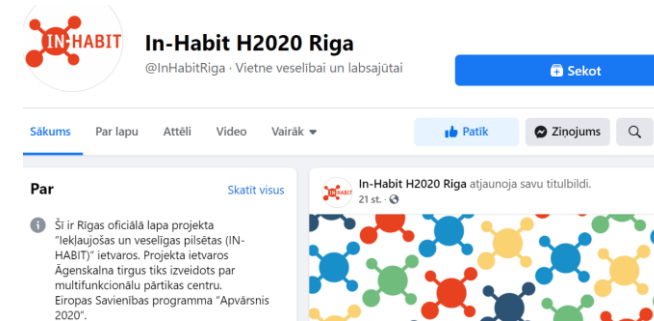 IN-HABIT
In-Habit H2020 Riga
@InHabitRiga · Vietne veselībai un labsajūtai
Sekot
Sākums Par lapu Attēli Video Vairāk
Patīk
Ziņojums
Par
Skatīt visus
Šī ir Rīgas oficiālā lapa projekta
"Iekļaujošas un veselīgas pilsētas (IN-
HABIT)" ietvaros. Projekta ietvaros
Āgenskalna tirgus tiks izveidots par
multifunkcionālu pārtikas centru.
Eiropas Savienības programma "Apvārsnis
2020".
IN-HABIT
In-Habit H2020 Riga atjaunoja savu titulbildi.
21 st. ·